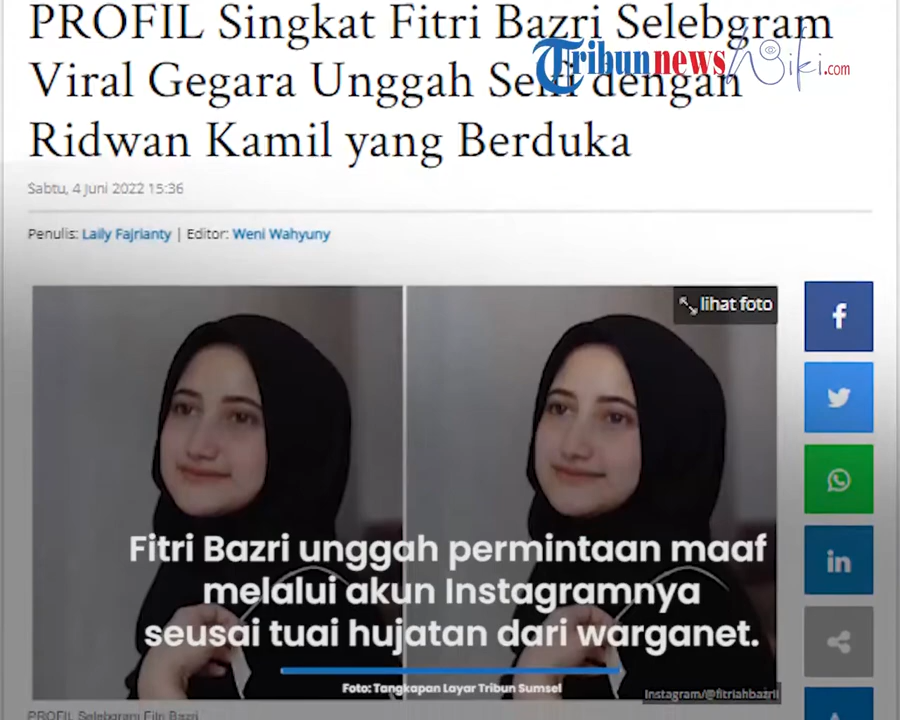 PROFIL Singkat Fitri Bazri Selebgram
Viral Gegara Unggah Selfi dengan
Ridwan Kamil yang Berduka
Tribunnews Wiki.com
Sabtu, 4 Juni 2022 15:36
Penulis: Laily Fajrianty | Editor: Weni Wahyuny
lihat foto
Fitri Bazri unggah permintaan maaf
melalui akun Instagramnya
seusai tuai hujatan dari warganet.
Foto: Tangkapan Layar Tribun Sumsel
Instagram/@fitriahbazrii
PROFIL Selebgram Fitri Bazri